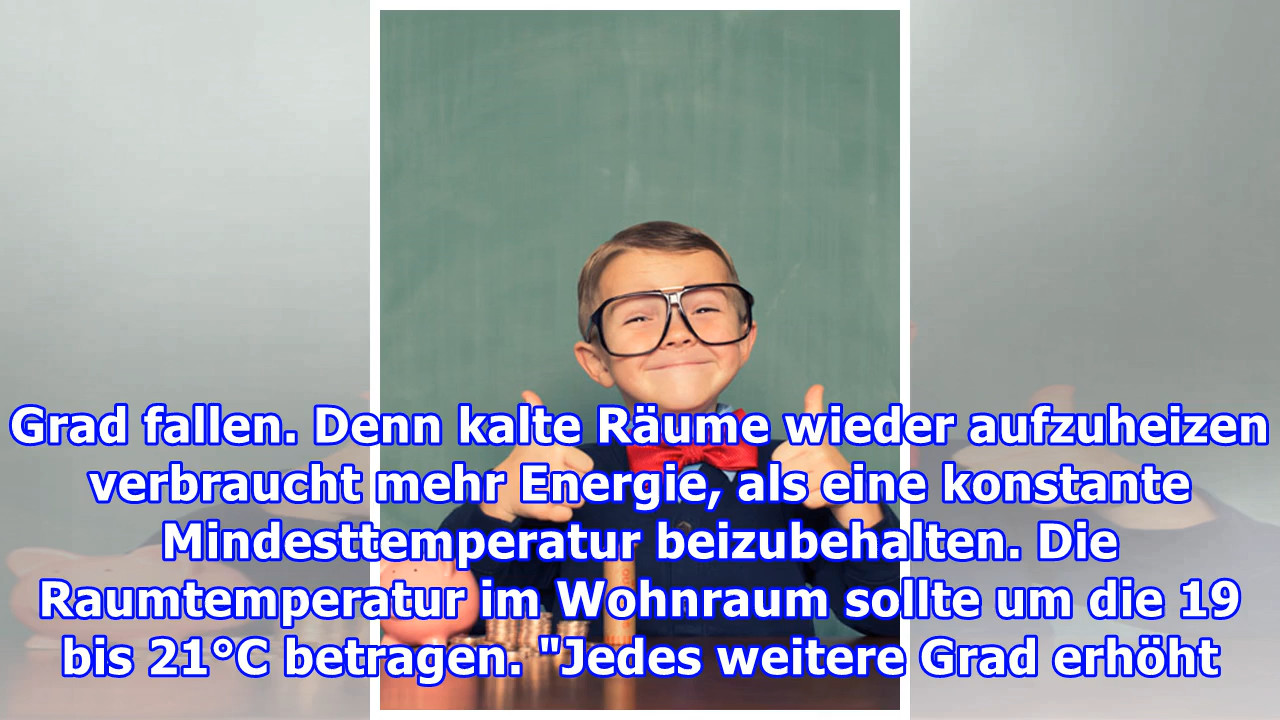 Grad fallen. Denn kalte Räume wieder aufzuheizen
verbraucht mehr Energie, als eine konstante
Mindesttemperatur beizubehalten. Die
Raumtemperatur im Wohnraum sollte um die 19
bis 21°C betragen. "Jedes weitere Grad erhöht